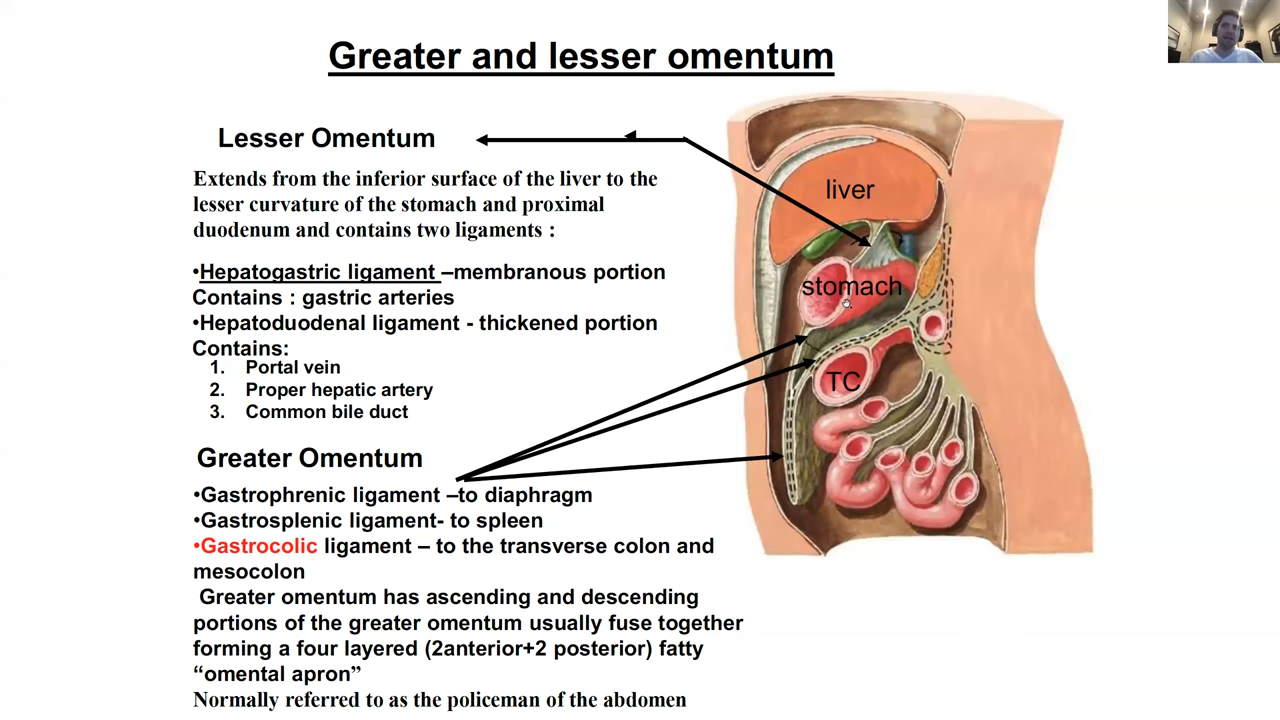 Greater and lesser omentum
Lesser Omentum
Extends from the inferior surface of the liver to the
lesser curvature of the stomach and proximal
duodenum and contains two ligaments :
•Hepatogastric ligament –membranous portion
Contains : gastric arteries
•Hepatoduodenal ligament - thickened portion
Contains:
1. Portal vein
2. Proper hepatic artery
3. Common bile duct
Greater Omentum
•Gastrophrenic ligament –to diaphragm
•Gastrosplenic ligament- to spleen
•Gastrocolic ligament – to the transverse colon and
mesocolon
Greater omentum has ascending and descending
portions of the greater omentum usually fuse together
forming a four layered (2anterior+2 posterior) fatty
“omental apron”
Normally referred to as the policeman of the abdomen
liver
stomach
TC